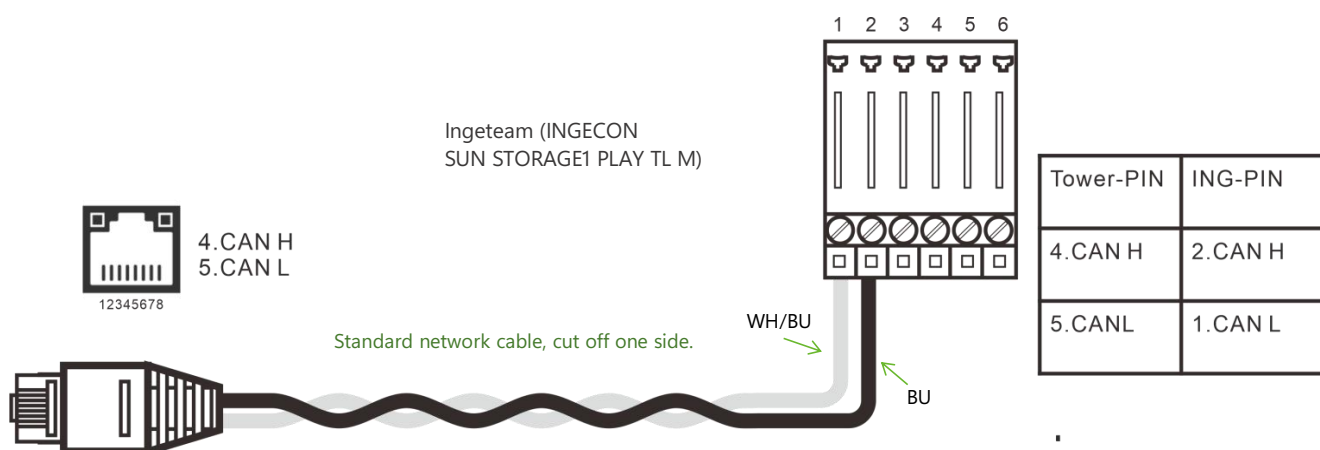 1 2 3 4 5 6
Ingeteam (INGECON
SUN STORAGE1 PLAY TL M)
Tower-PIN ING-PIN
4.CAN H 2.CAN H
5.CANL 1.CAN L
4.CAN H
5.CAN L
12345678
WH/BU
Standard network cable, cut off one side.
BU